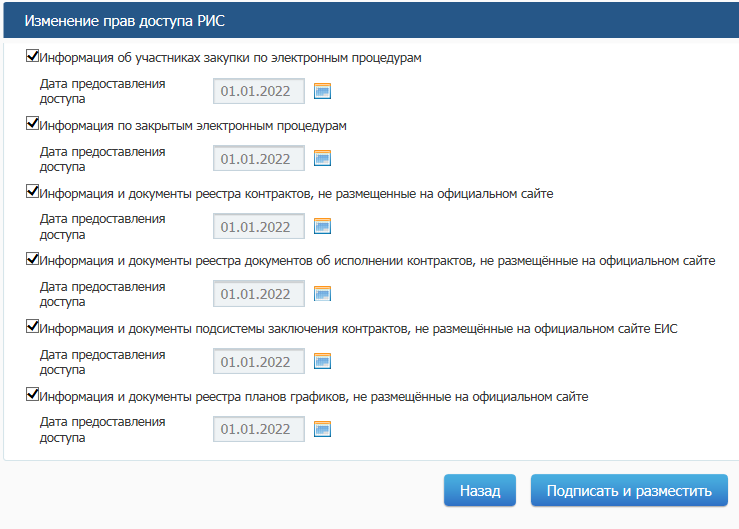 Изменение прав доступа РИС
Информация об участниках закупки по электронным процедурам
Дата предоставления
доступа
01.01.2022
Информация по закрытым электронным процедурам
Дата предоставления
доступа
01.01.2022
Информация и документы реестра контрактов, не размещенные на официальном сайте
Дата предоставления
доступа
01.01.2022
Информация и документы реестра документов об исполнении контрактов, не размещённые на официальном сайте
Дата предоставления
доступа
01.01.2022
Информация и документы подсистемы заключения контрактов, не размещённые на официальном сайте ЕИС
Дата предоставления
доступа
01.01.2022
Информация и документы реестра планов графиков, не размещённые на официальном сайте
Дата предоставления
доступа
01.01.2022
Назад
Подписать и разместить